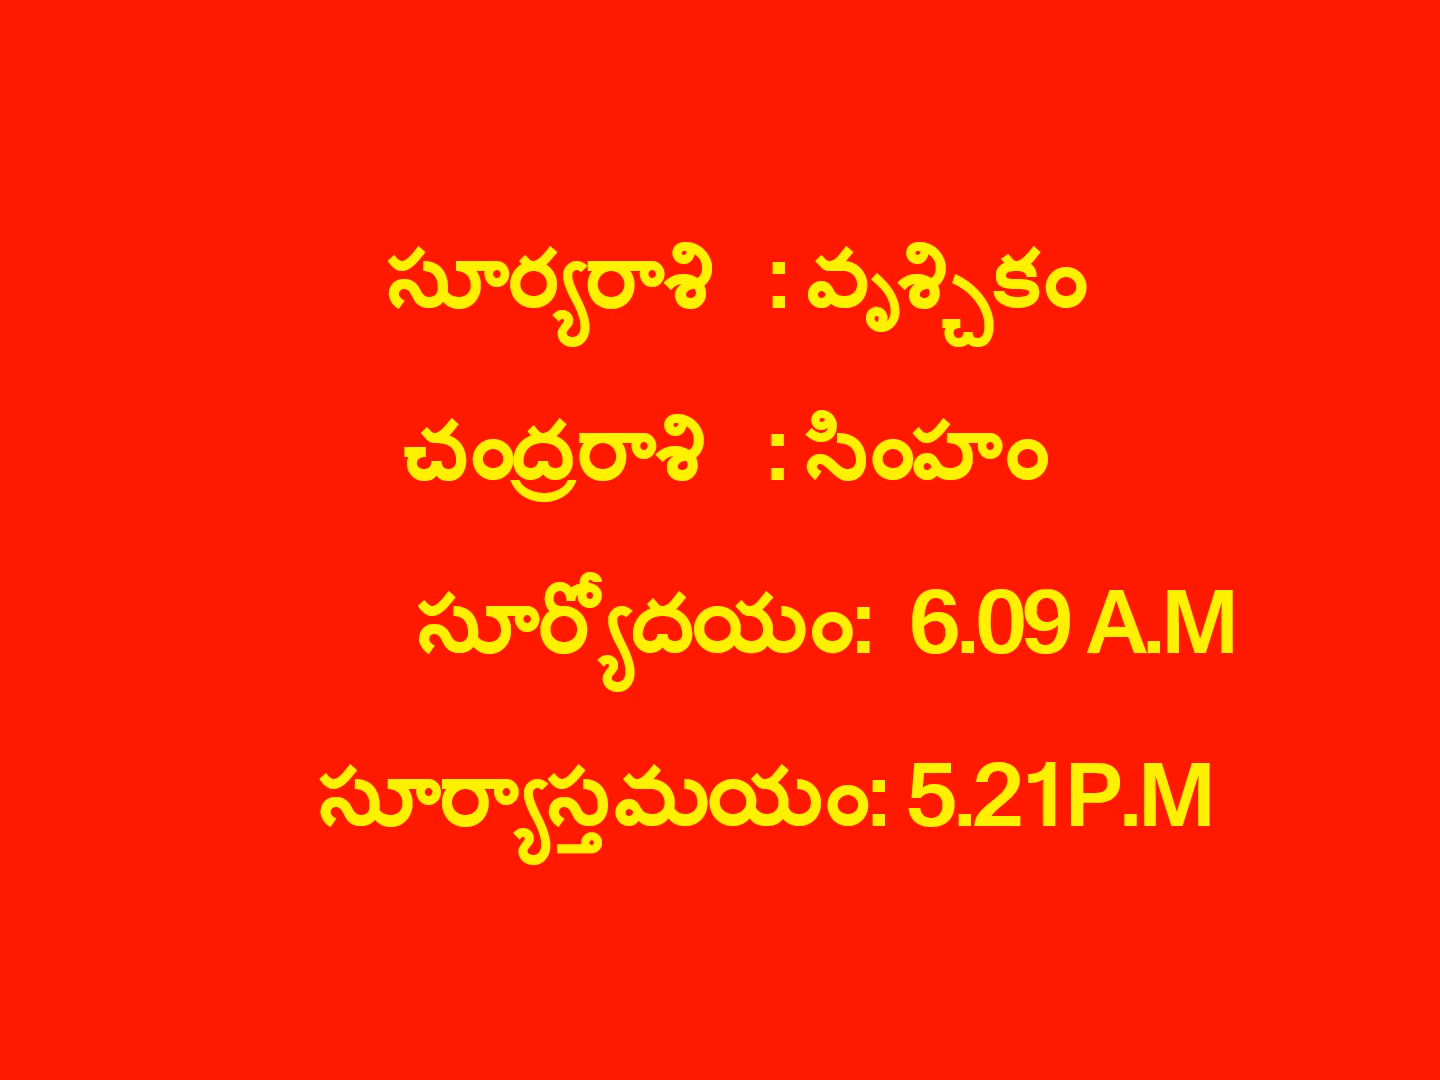 సూర్యరాశి : వృశ్చికం
చంద్రరాశి : సింహం
సూర్యోదయం: 6.09 A.M
సూర్యాస్తమయం: 5.21P.M